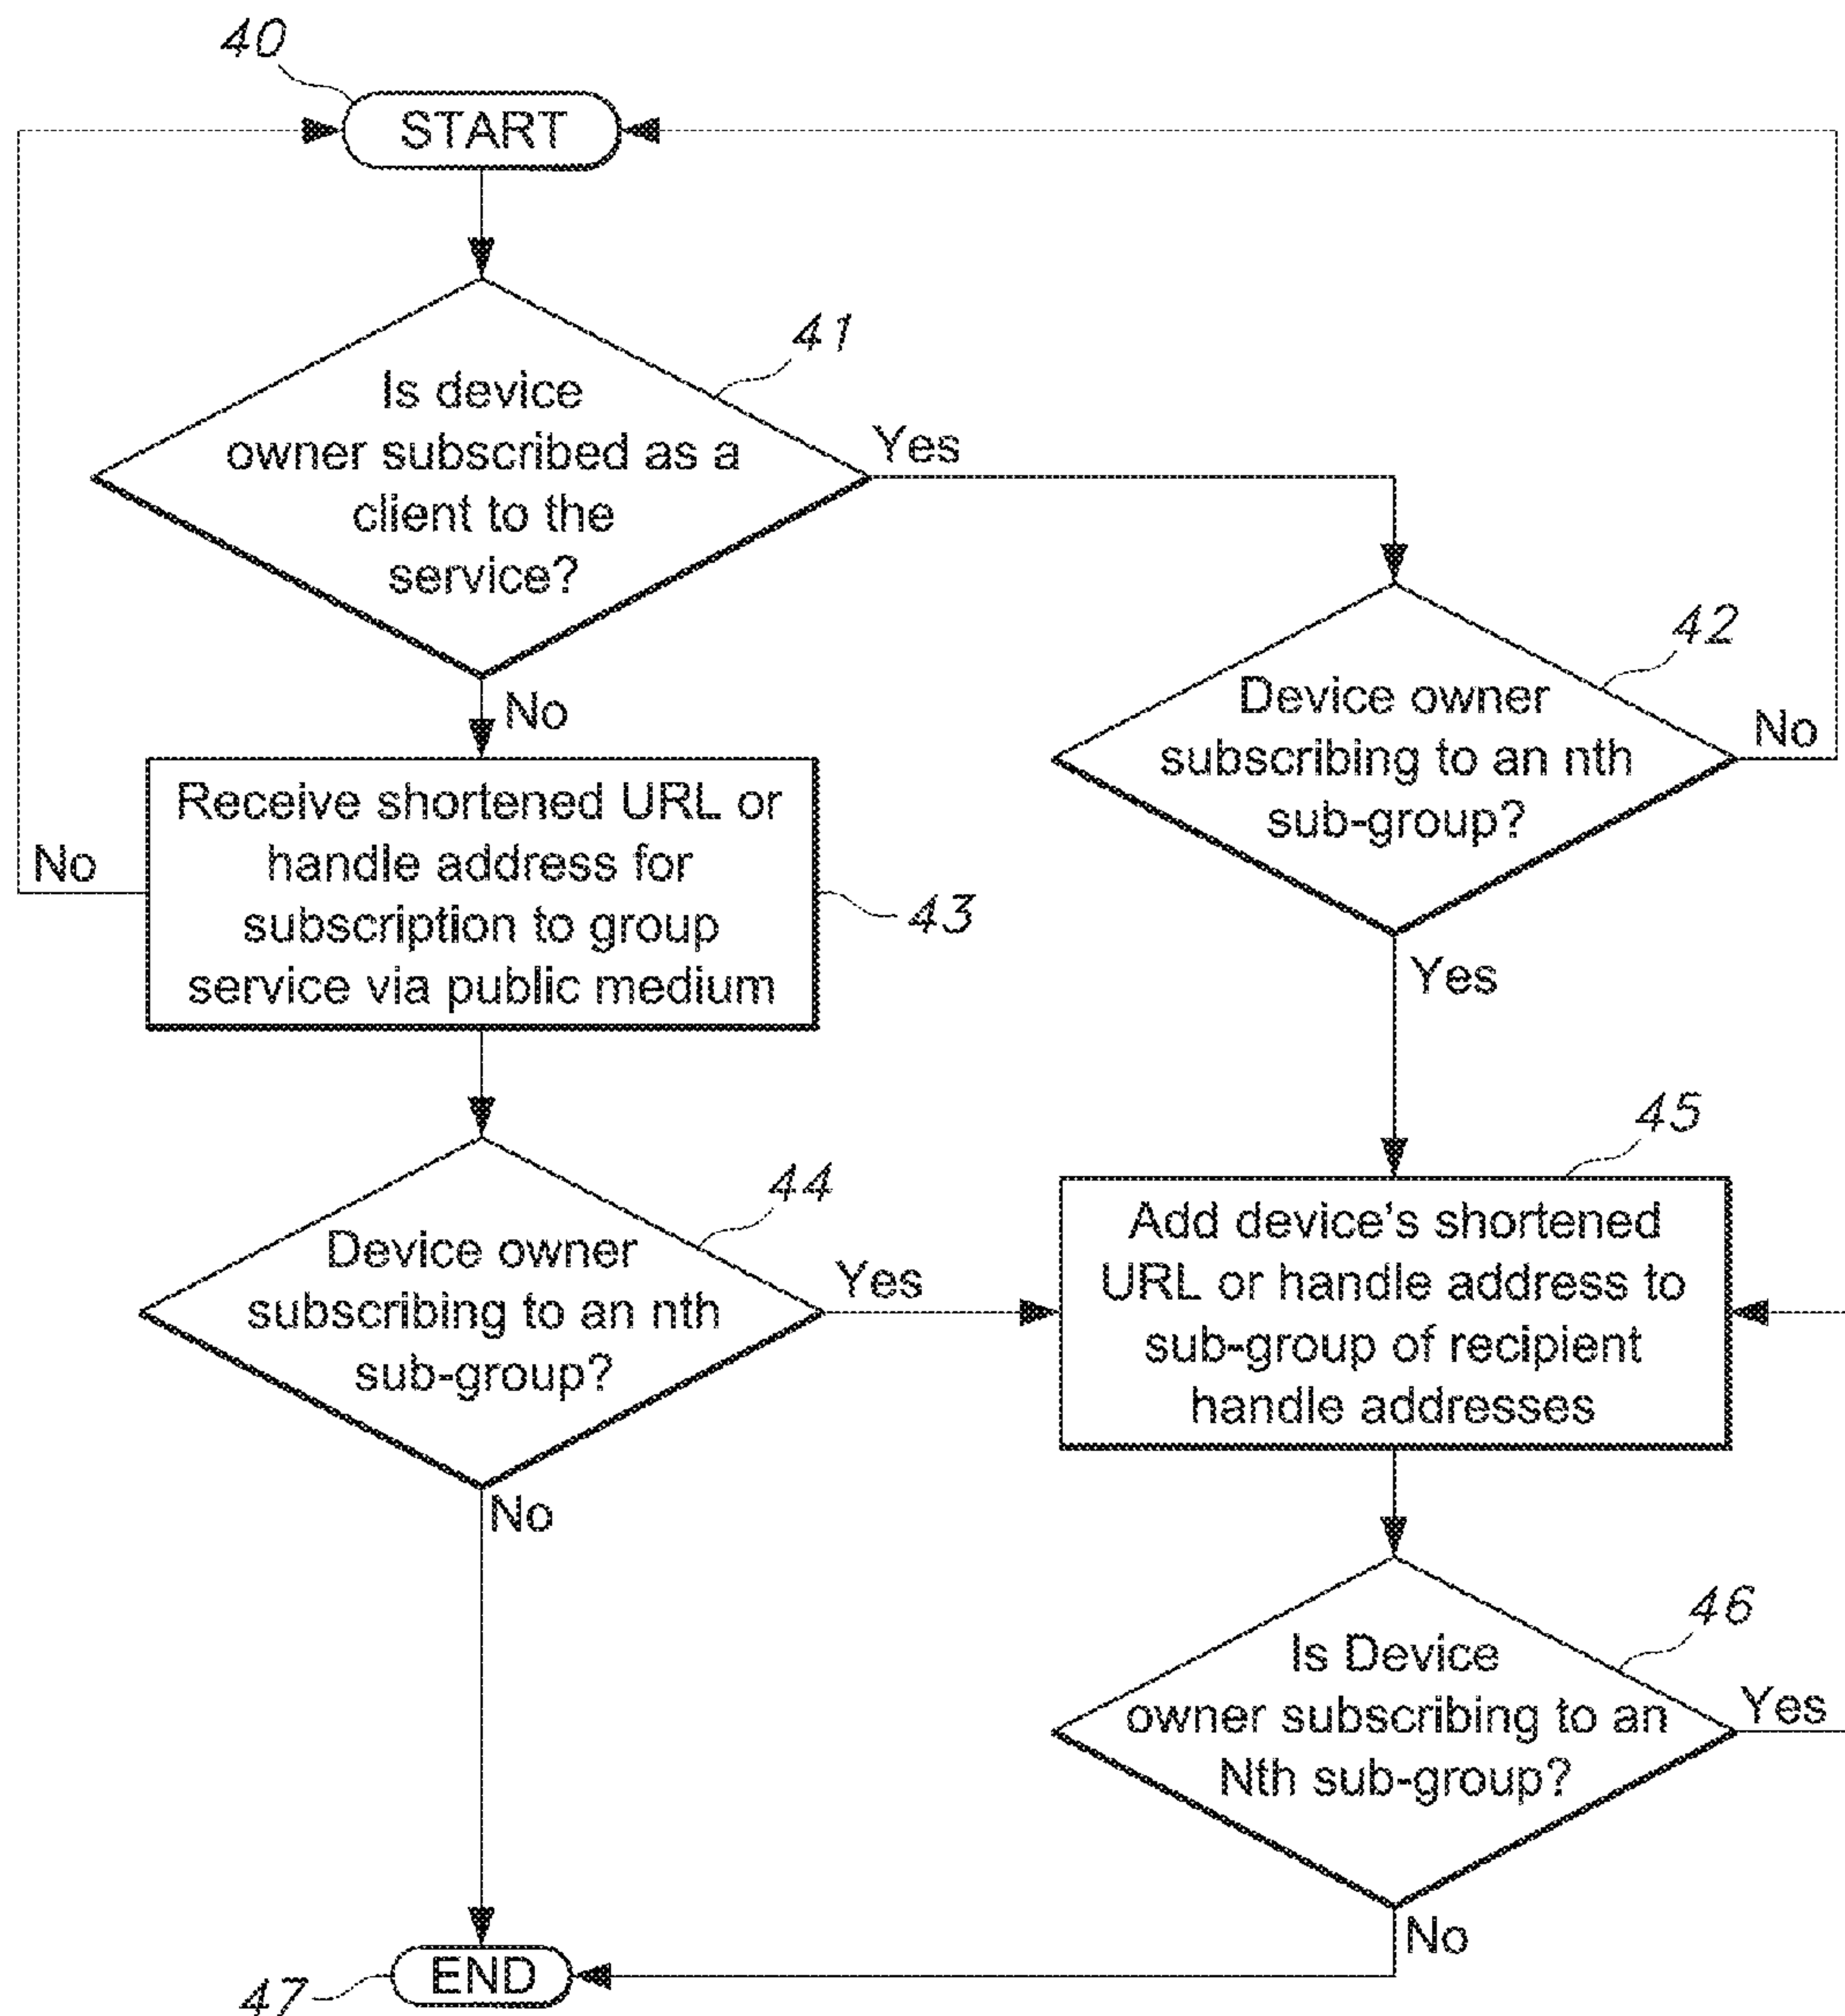 40
START
41
Is device
owner subscribed as a
client to the
service?
Yes
No
42
Device owner
subscribing to an nth
sub-group?
No
Yes
Receive shortened URL or
handle address for
subscription to group
service via public medium
No
43
44
Device owner
subscribing to an nth
sub-group?
Yes
No
45
Add device's shortened
URL or handle address to
sub-group of recipient
handle addresses
46
Is Device
owner subscribing to an
Nth sub-group?
Yes
No
END
47